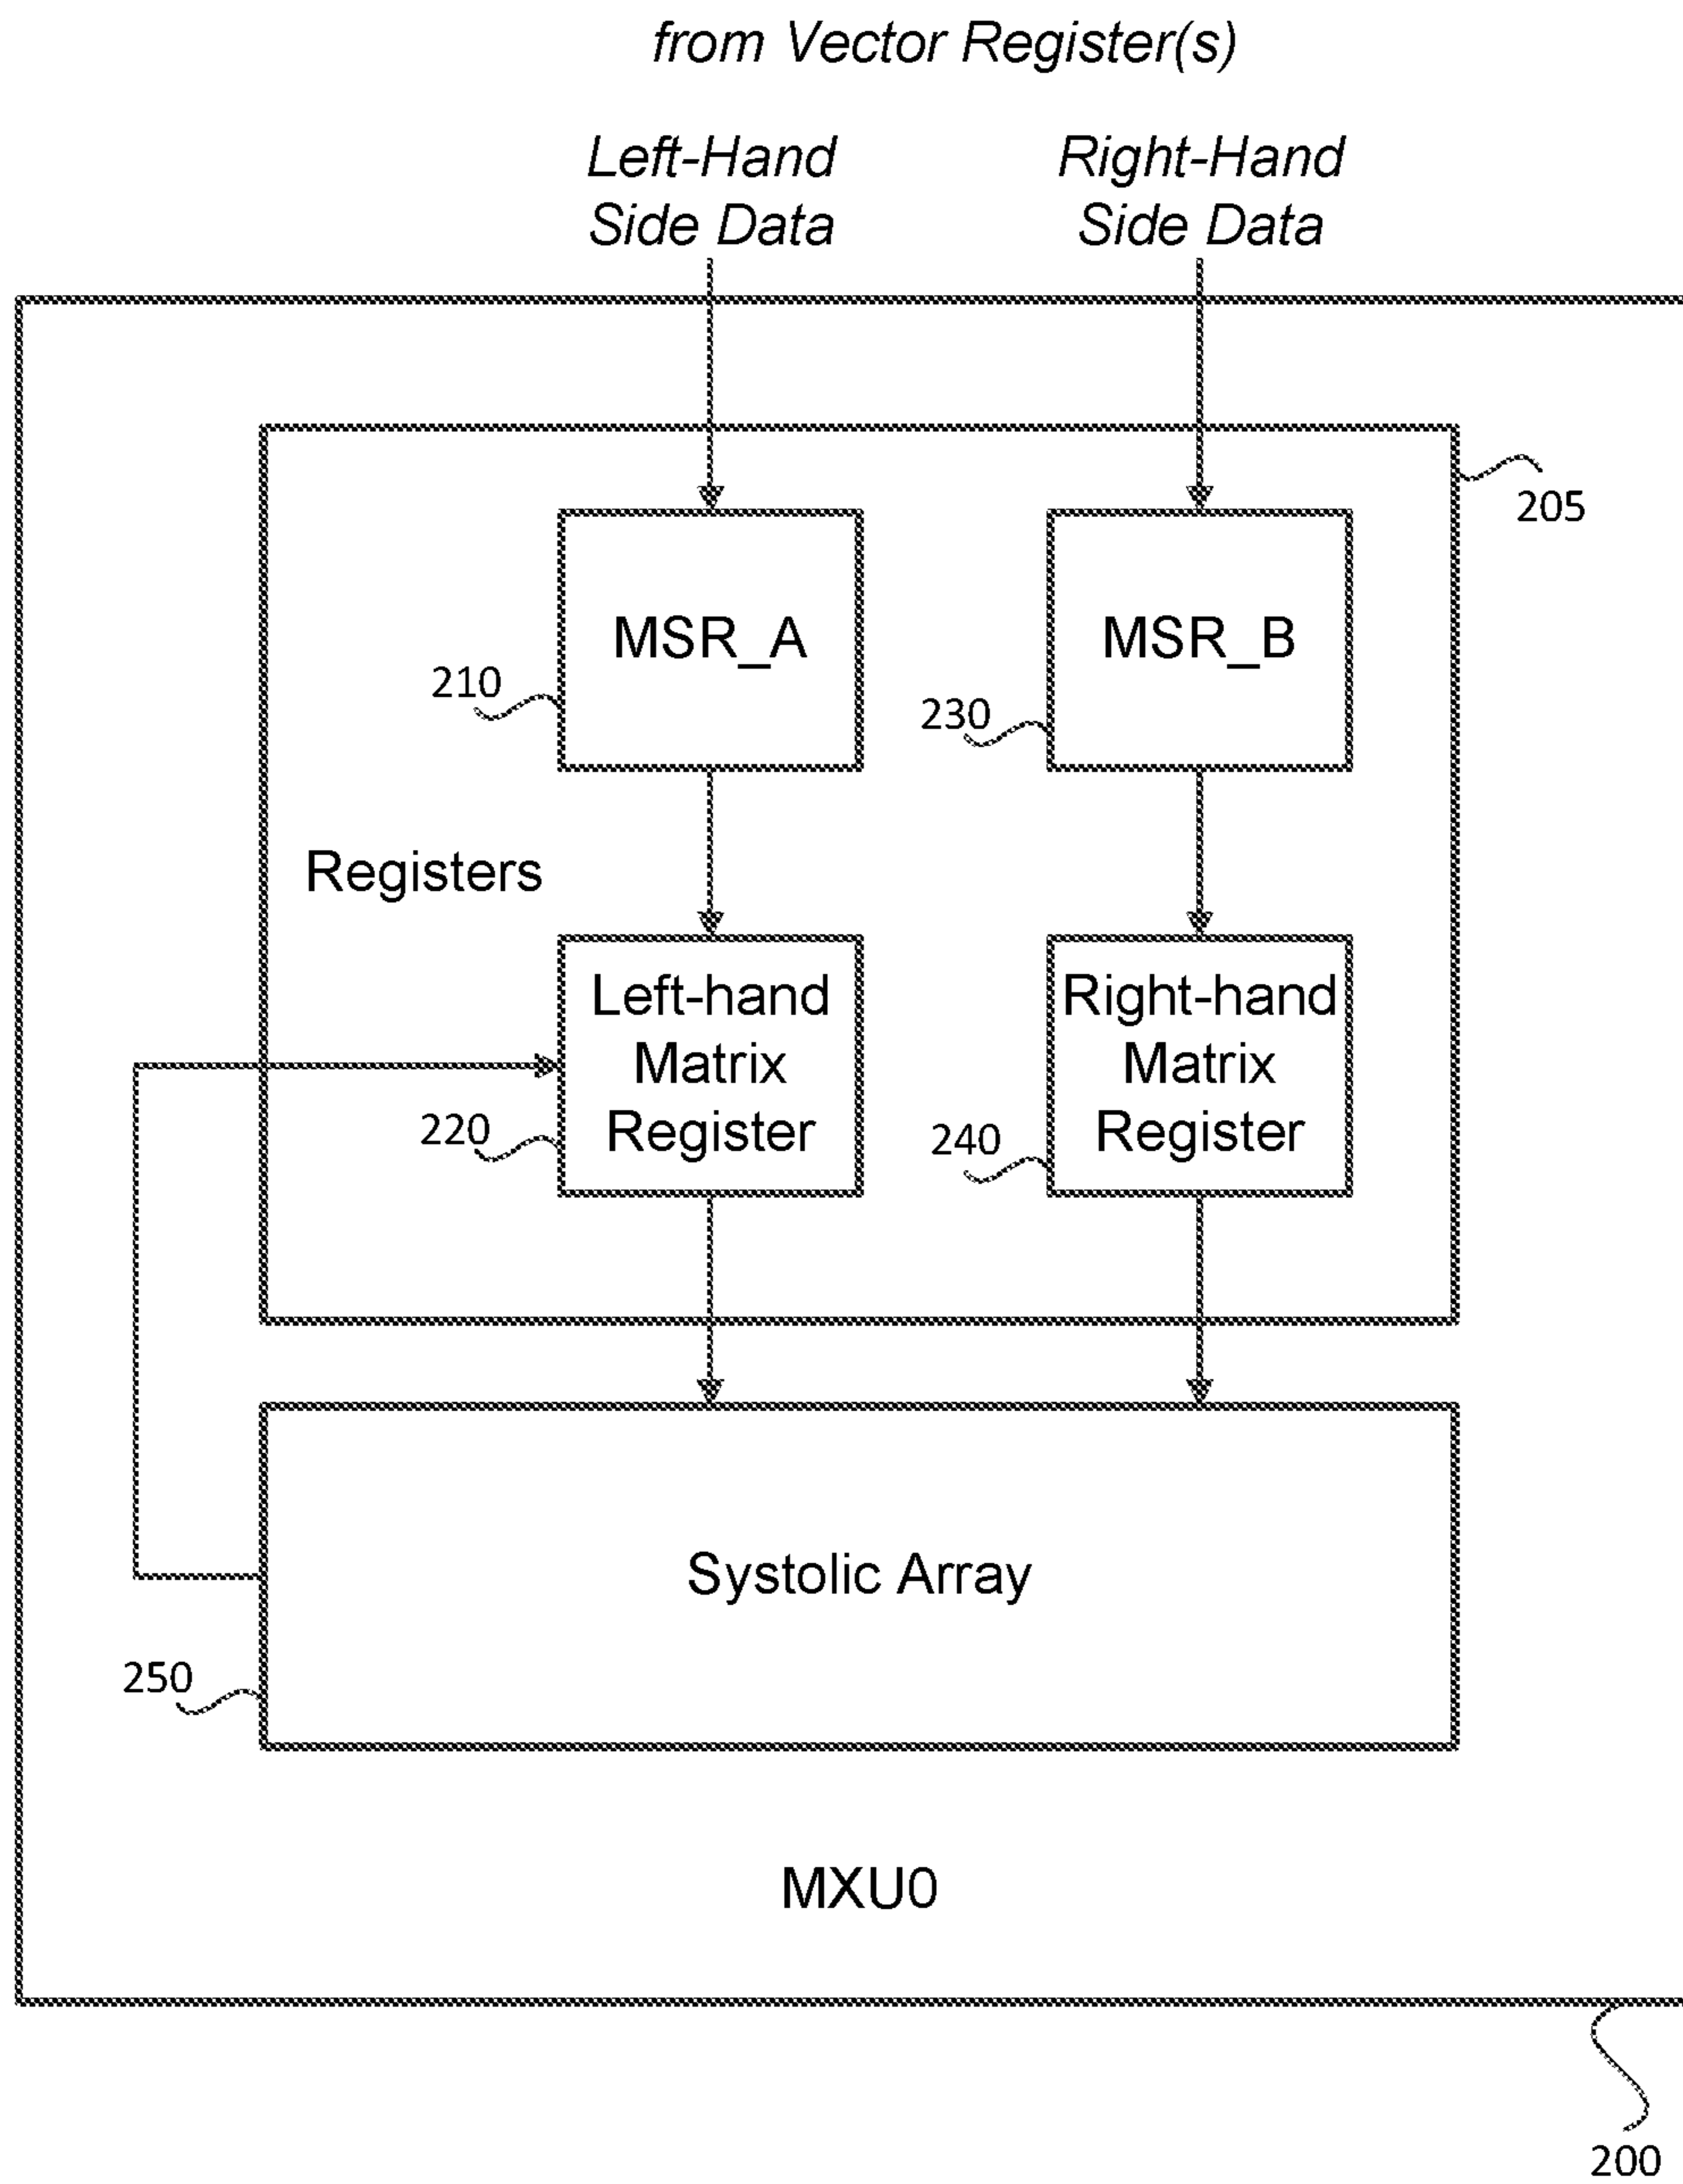 from Vector Register(s)
Left-Hand
Side Data
Right-Hand
Side Data
205
MSR_A
210
MSR_B
230
Registers
Left-hand
Matrix
Register
220
Right-hand
Matrix
Register
240
Systolic Array
250
MXU0
200